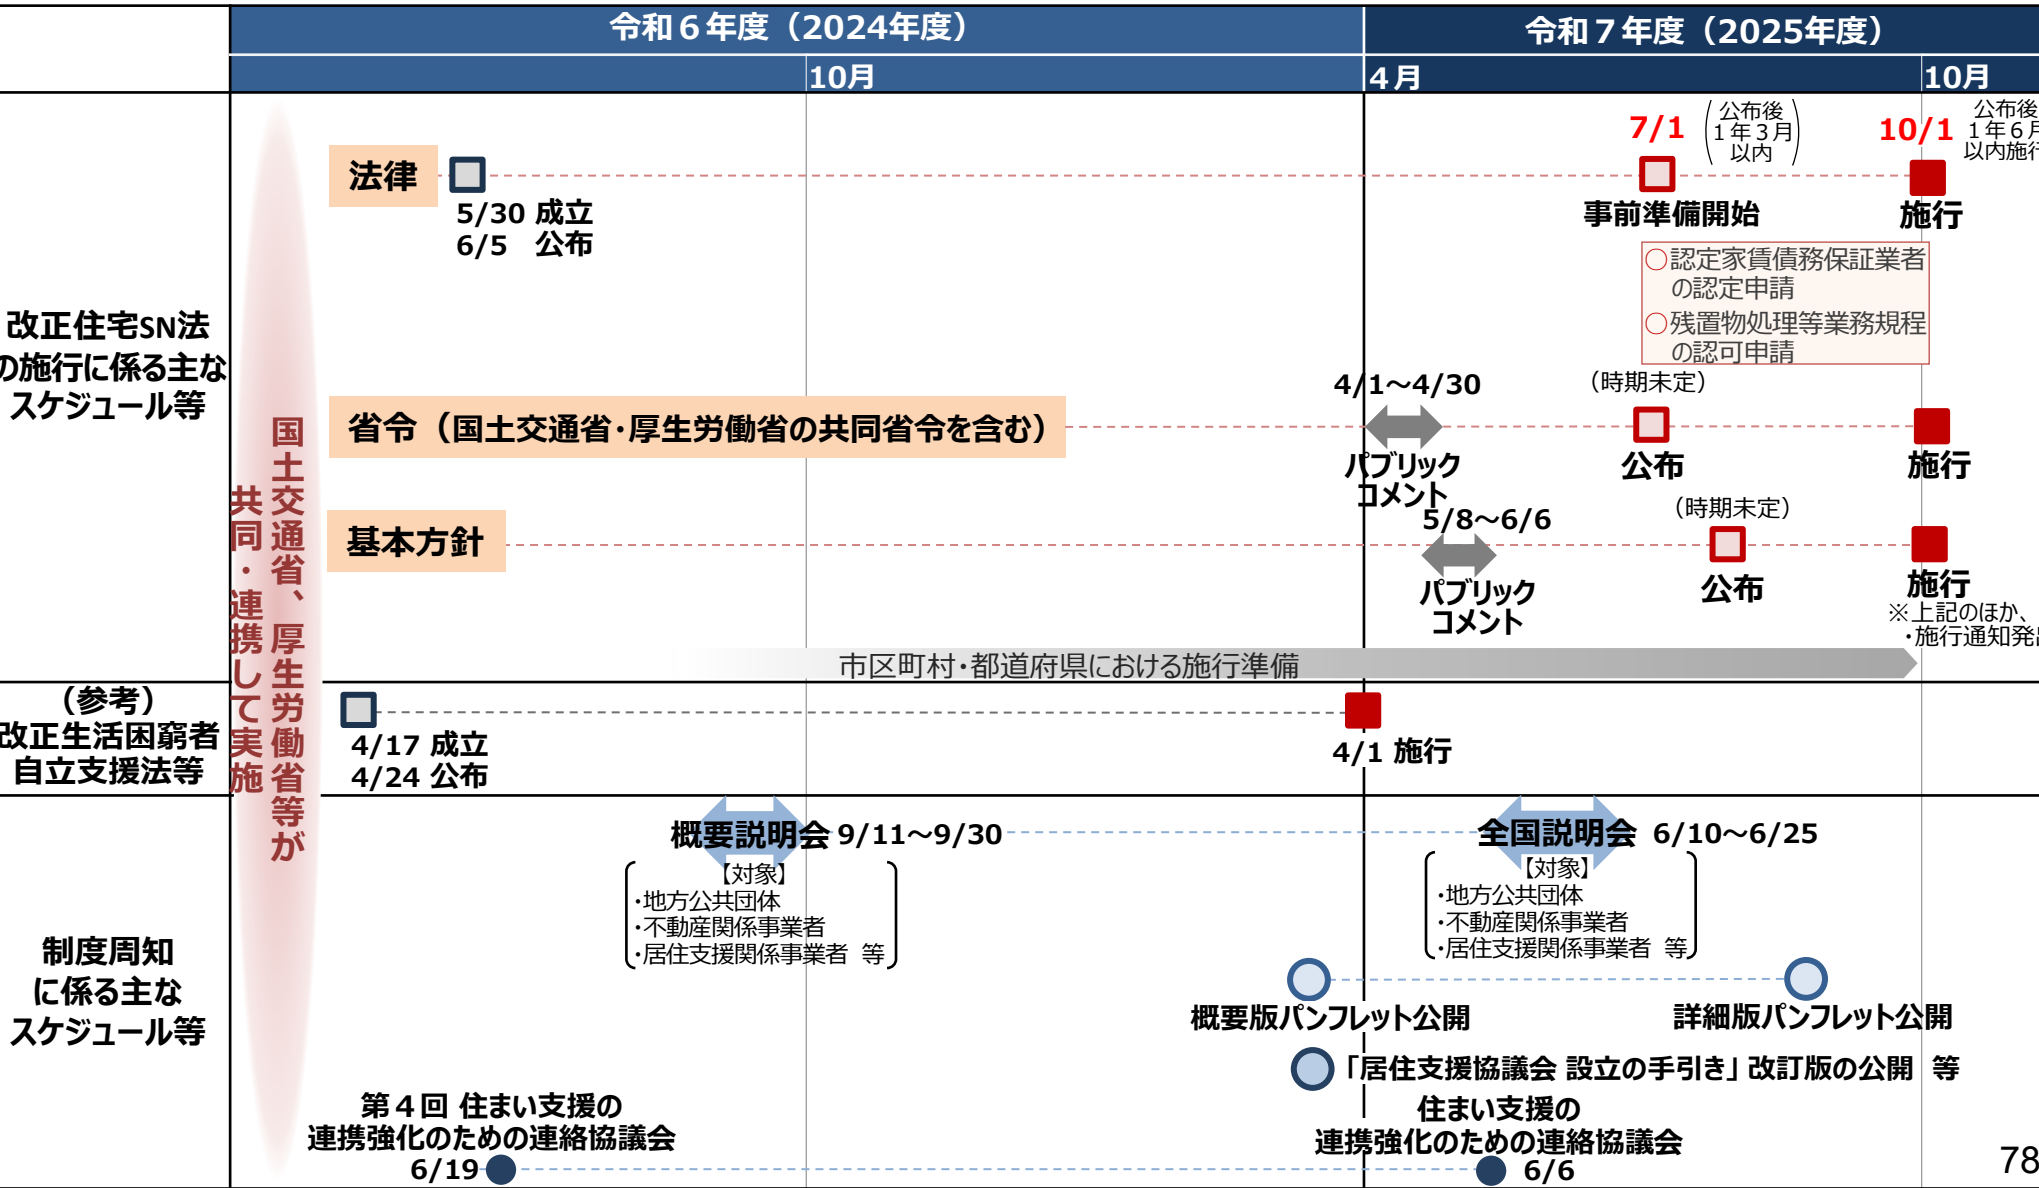 令和６年度（2024年度）
令和７年度（2025年度）
10月
４月
10月
改正住宅SN法
の施行に係る主な
スケジュール等
国土交通省、厚生労働省等が
共同・連携して実施
法律
5/30 成立
6/5 公布
7/1
公布後
１年３月
以内
事前準備開始
10/1
公布後
１年６月
以内施行
施行
○認定家賃債務保証業者
の認定申請
○残置物処理等業務規程
の認可申請
省令（国土交通省・厚生労働省の共同省令を含む）
4/1～4/30
パブリック
コメント
（時期未定）
公布
施行
基本方針
5/8～6/6
パブリック
コメント
（時期未定）
公布
施行
※上記のほか、
・施行通知発出
市区町村・都道府県における施行準備
（参考）
改正生活困窮者
自立支援法等
4/17 成立
4/24 公布
4/1 施行
制度周知
に係る主な
スケジュール等
概要説明会 9/11～9/30
【対象】
・地方公共団体
・不動産関係事業者
・居住支援関係事業者 等
全国説明会 6/10～6/25
【対象】
・地方公共団体
・不動産関係事業者
・居住支援関係事業者 等
概要版パンフレット公開
詳細版パンフレット公開
「居住支援協議会 設立の手引き」改訂版の公開 等
第４回 住まい支援の
連携強化のための連絡協議会
6/19
住まい支援の
連携強化のための連絡協議会
6/6
78